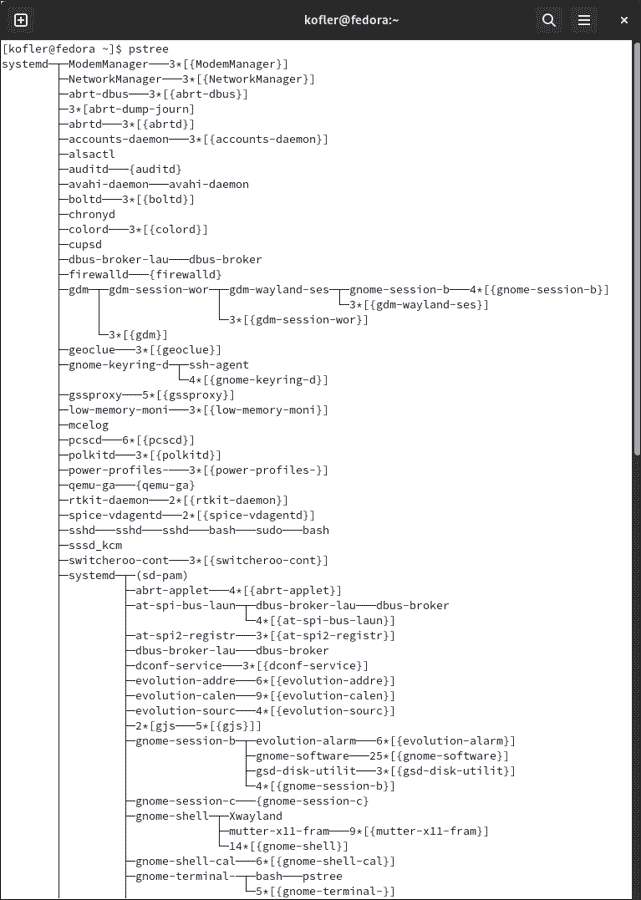 kofler@fedora:~
[kofler@fedora ~]$ pstree
systemd─┬─ModemManager───3*[{ModemManager}]
        ├─NetworkManager───3*[{NetworkManager}]
        ├─abrt-dbus───3*[{abrt-dbus}]
        ├─3*[abrt-dump-journ]
        ├─abrtd───3*[{abrtd}]
        ├─accounts-daemon───3*[{accounts-daemon}]
        ├─alsactl
        ├─auditd───{auditd}
        ├─avahi-daemon───avahi-daemon
        ├─boltd───3*[{boltd}]
        ├─chronyd
        ├─colord───3*[{colord}]
        ├─cupsd
        ├─dbus-broker-lau───dbus-broker
        ├─firewalld───{firewalld}
        ├─gdm─┬─gdm-session-wor─┬─gdm-wayland-ses─┬─gnome-session-b───4*[{gnome-session-b}]
        │     │                 │                 └─3*[{gdm-wayland-ses}]
        │     │                 └─3*[{gdm-session-wor}]
        │     └─3*[{gdm}]
        ├─geoclue───3*[{geoclue}]
        ├─gnome-keyring-d─┬─ssh-agent
        │                 └─4*[{gnome-keyring-d}]
        ├─gssproxy───5*[{gssproxy}]
        ├─low-memory-moni───3*[{low-memory-moni}]
        ├─mcelog
        ├─pcscd───6*[{pcscd}]
        ├─polkitd───3*[{polkitd}]
        ├─power-profiles-───3*[{power-profiles-}]
        ├─qemu-ga───{qemu-ga}
        ├─rtkit-daemon───2*[{rtkit-daemon}]
        ├─spice-vdagentd───2*[{spice-vdagentd}]
        ├─sshd───sshd───sshd───bash───sudo───bash
        ├─sssd_kcm
        ├─switcheroo-cont───3*[{switcheroo-cont}]
        ├─systemd─┬─(sd-pam)
        │         ├─abrt-applet───4*[{abrt-applet}]
        │         ├─at-spi-bus-laun─┬─dbus-broker-lau───dbus-broker
        │         │                 └─4*[{at-spi-bus-laun}]
        │         ├─at-spi2-registr───3*[{at-spi2-registr}]
        │         ├─dbus-broker-lau───dbus-broker
        │         ├─dconf-service───3*[{dconf-service}]
        │         ├─evolution-addre───6*[{evolution-addre}]
        │         ├─evolution-calen───9*[{evolution-calen}]
        │         ├─evolution-sourc───4*[{evolution-sourc}]
        │         ├─2*[gjs───5*[{gjs}]]
        │         ├─gnome-session-b─┬─evolution-alarm───6*[{evolution-alarm}]
        │         │                 ├─gnome-software───25*[{gnome-software}]
        │         │                 ├─gsd-disk-utilit───3*[{gsd-disk-utilit}]
        │         │                 └─4*[{gnome-session-b}]
        │         ├─gnome-session-c───{gnome-session-c}
        │         ├─gnome-shell─┬─Xwayland
        │         │             ├─mutter-x11-fram───9*[{mutter-x11-fram}]
        │         │             └─14*[{gnome-shell}]
        │         ├─gnome-shell-cal───6*[{gnome-shell-cal}]
        │         ├─gnome-terminal-─┬─bash───pstree
        │         │                 └─5*[{gnome-terminal-}]